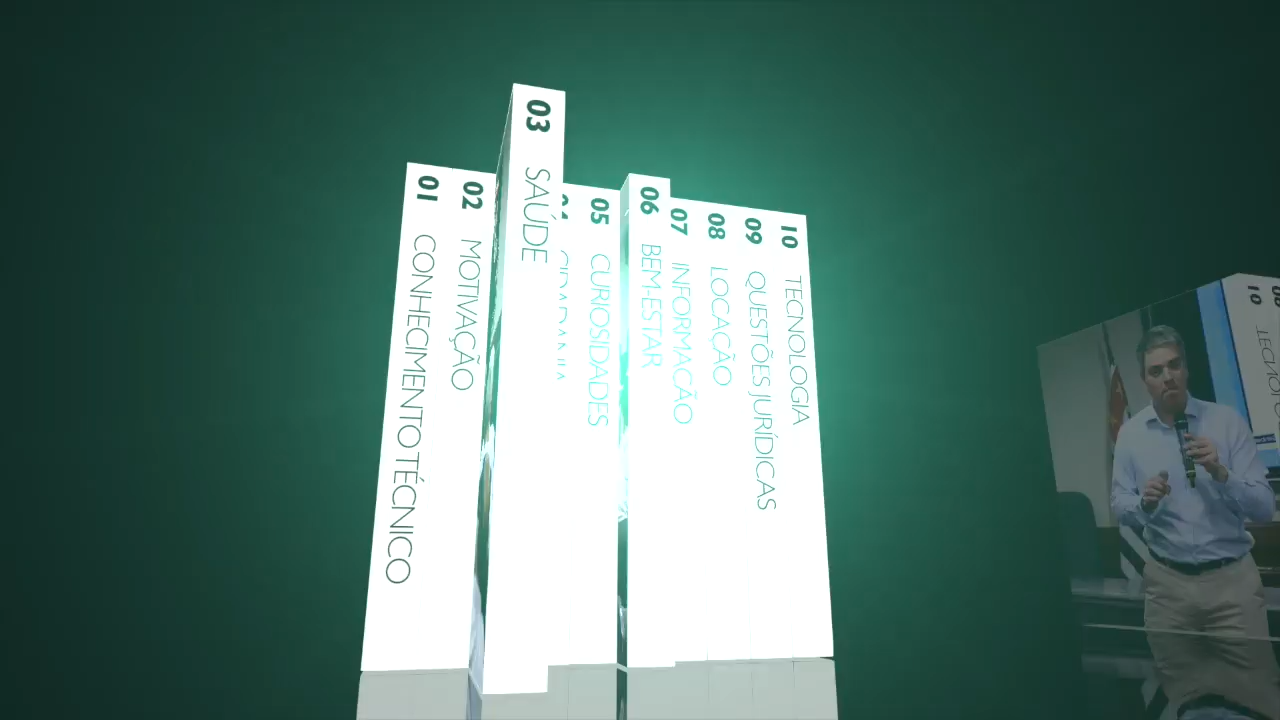 01 CONHECIMENTO TÉCNICO
02 MOTIVAÇÃO
03 SAÚDE
05 CURIOSIDADES
06 BEM-ESTAR
07 INFORMAÇÃO
08 LOCAÇÃO
09 QUESTÕES JURÍDICAS
10 TECNOLOGIA
10